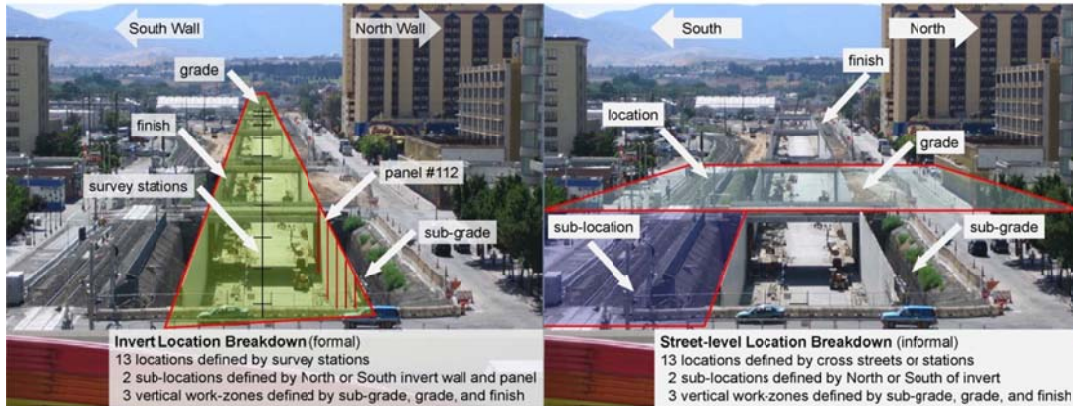 South Wall
North Wall
grade
finish
survey stations
panel #112
sub-grade
Invert Location Breakdown (formal)
13 locations defined by survey stations
2 sub-locations defined by North or South invert wall and panel
3 vertical work-zones defined by sub-grade, grade, and finish
South
North
finish
location
grade
sub-location
sub-grade
Street-level Location Breakdown (informal)
13 locations defined by cross streets or stations
2 sub-locations defined by North or South of invert
3 vertical work-zones defined by sub-grade, grade, and finish